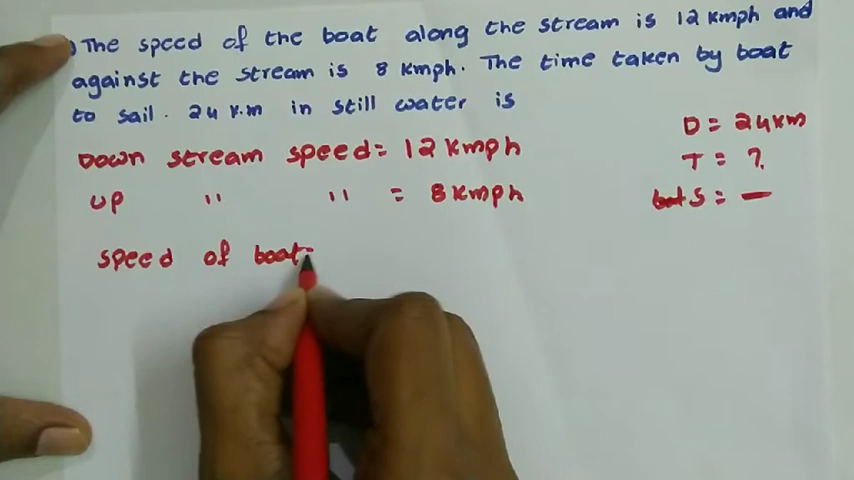 ) The speed of the boat along the stream is 12 kmph and
against the stream is 8 kmph. The time taken by boat
to sail. 24 K.m in still water is
Down stream speed = 12 kmph
up " " = 8 kmph
D = 24 km
T = ?
boat S = —
speed of boat =